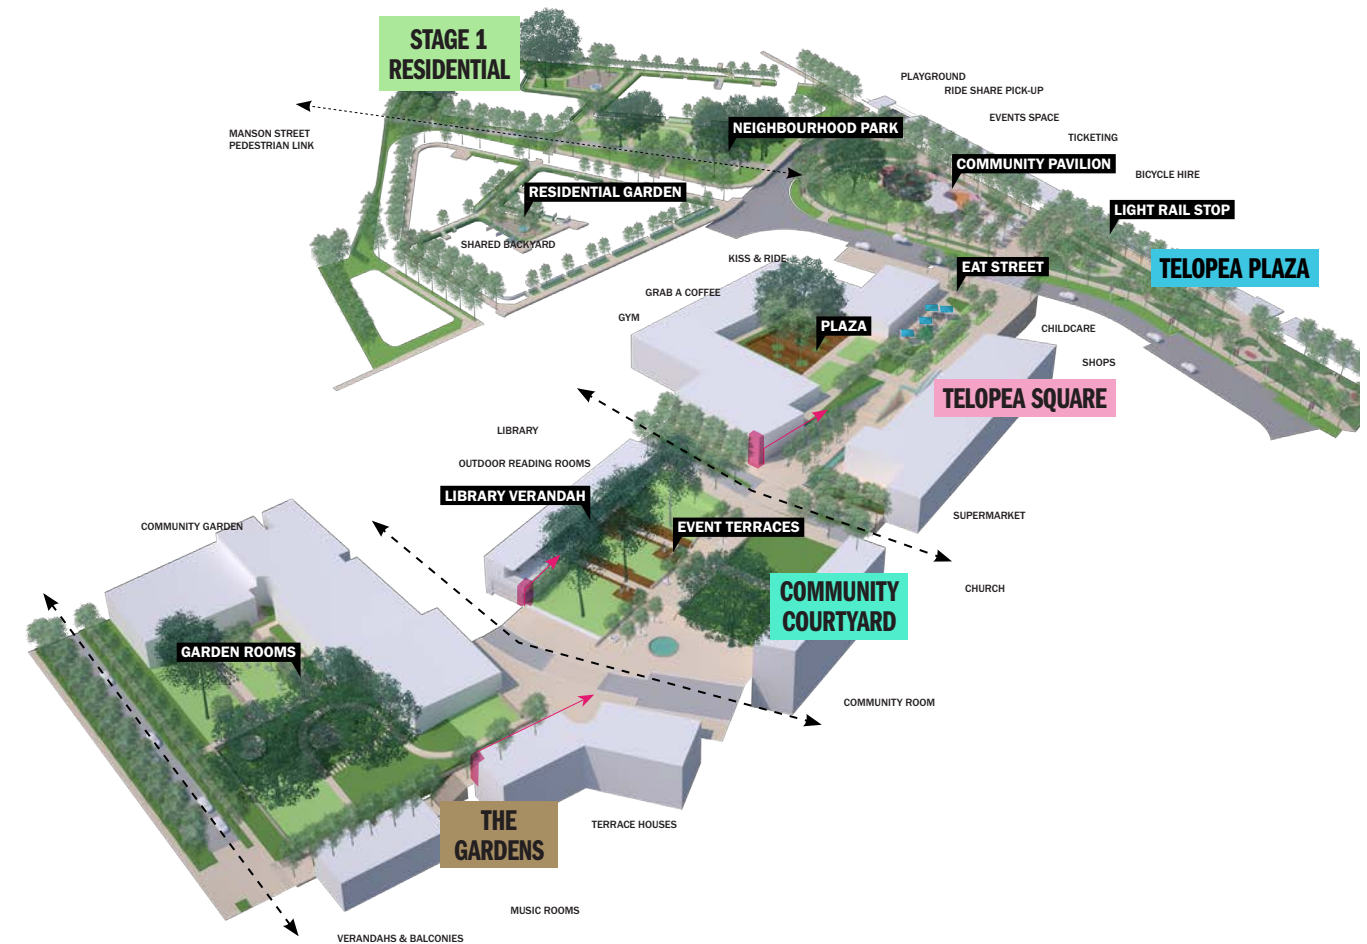 STAGE 1
RESIDENTIAL
PLAYGROUND
RIDE SHARE PICK-UP
EVENTS SPACE
TICKETING
BICYCLE HIRE
MANSON STREET
PEDESTRIAN LINK
NEIGHBOURHOOD PARK
COMMUNITY PAVILION
RESIDENTIAL GARDEN
LIGHT RAIL STOP
SHARED BACKYARD
KISS & RIDE
EAT STREET
TELOPEA PLAZA
GRAB A COFFEE
GYM
PLAZA
CHILDCARE
SHOPS
TELOPEA SQUARE
LIBRARY
OUTDOOR READING ROOMS
LIBRARY VERANDAH
EVENT TERRACES
SUPERMARKET
COMMUNITY GARDEN
CHURCH
COMMUNITY
COURTYARD
GARDEN ROOMS
COMMUNITY ROOM
THE
GARDENS
TERRACE HOUSES
MUSIC ROOMS
VERANDAHS & BALCONIES